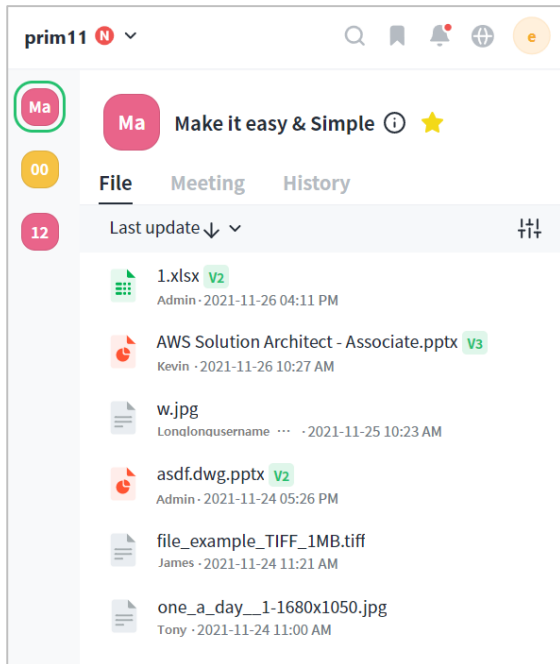 prim11 N
e
Ma
00
12
Ma Make it easy & Simple
File Meeting History
Last update
1.xlsx V2
Admin · 2021-11-26 04:11 PM
AWS Solution Architect - Associate.pptx V3
Kevin · 2021-11-26 10:27 AM
w.jpg
Longlongusername ··· · 2021-11-25 10:23 AM
asdf.dwg.pptx V2
Admin · 2021-11-24 05:26 PM
file_example_TIFF_1MB.tiff
James · 2021-11-24 11:21 AM
one_a_day__1-1680x1050.jpg
Tony · 2021-11-24 11:00 AM